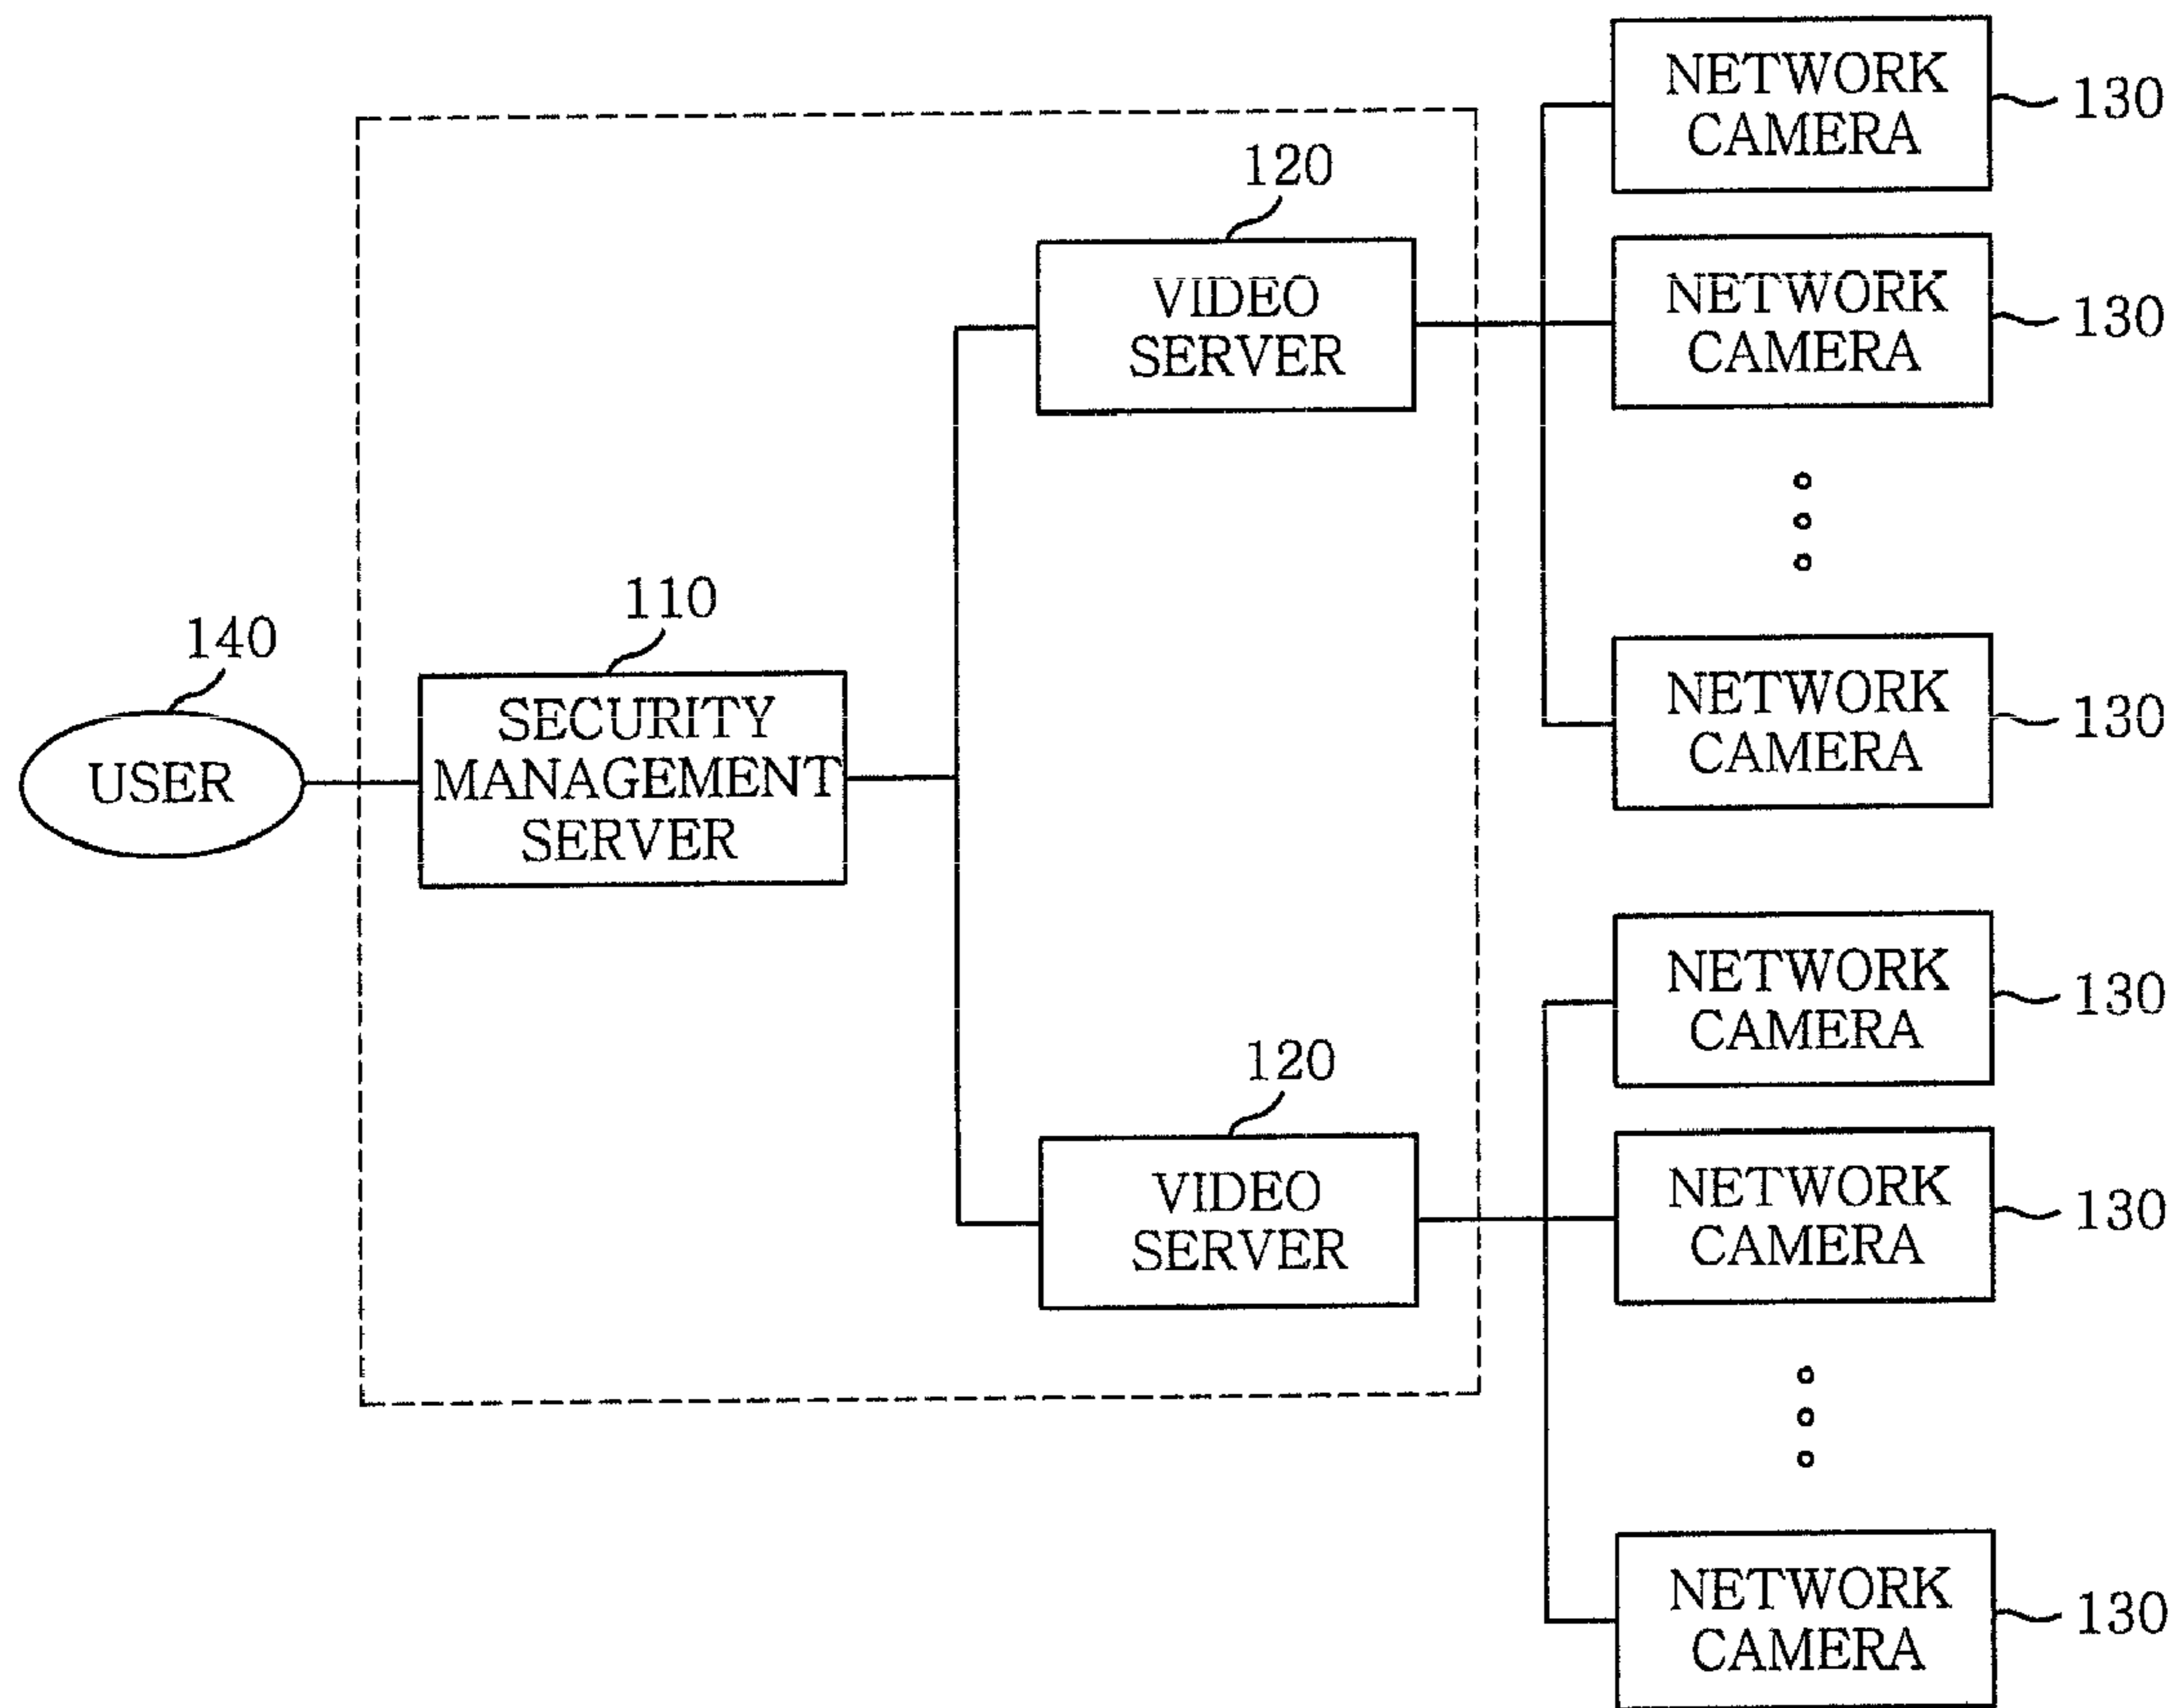 NETWORK
CAMERA
130
120
VIDEO
SERVER
NETWORK
CAMERA
130
110
SECURITY
MANAGEMENT
SERVER
140
USER
NETWORK
CAMERA
130
NETWORK
CAMERA
130
120
VIDEO
SERVER
NETWORK
CAMERA
130
NETWORK
CAMERA
130